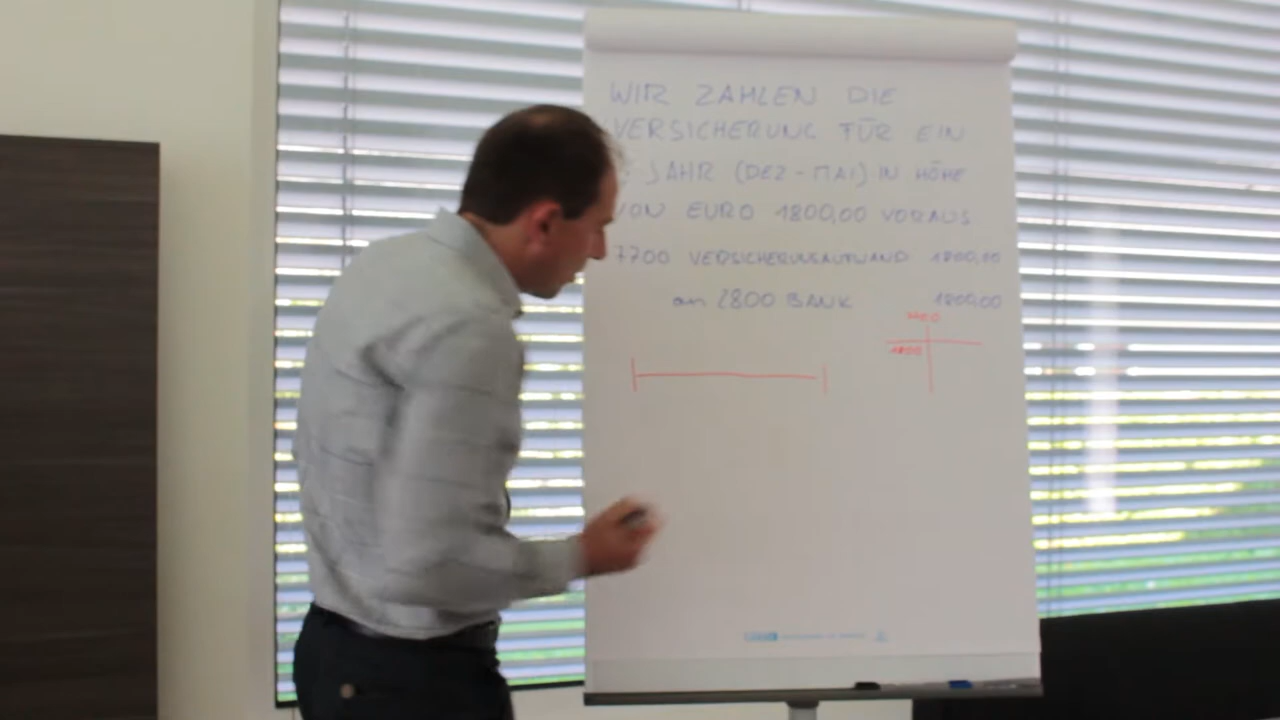 WIR ZAHLEN DIE
VERSICHERUNG FÜR EIN
JAHR (DEZ-MAI) IN HÖHE
VON EURO 1800,00 VORAUS
7700 VERSICHERUNGSAUFWAND 1800,00
an 2800 BANK 1800,00
1800